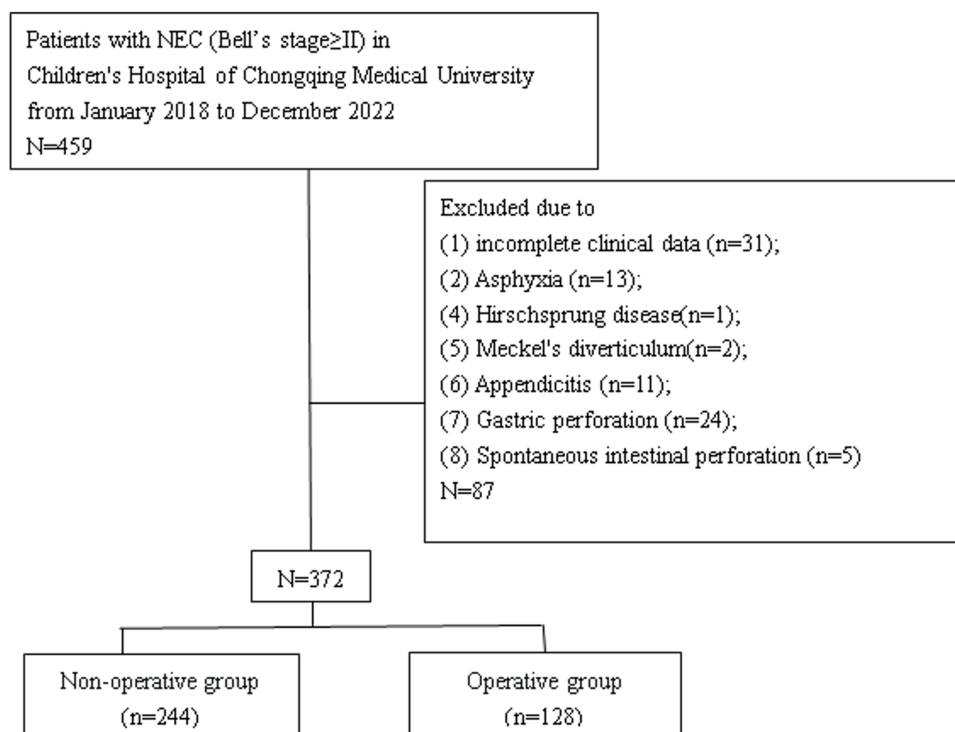 Patients with NEC (Bell’s stage≥II) in
Children's Hospital of Chongqing Medical University
from January 2018 to December 2022
N=459
Excluded due to
(1) incomplete clinical data (n=31);
(2) Asphyxia (n=13);
(4) Hirschsprung disease(n=1);
(5) Meckel's diverticulum(n=2);
(6) Appendicitis (n=11);
(7) Gastric perforation (n=24);
(8) Spontaneous intestinal perforation (n=5)
N=87
N=372
Non-operative group
(n=244)
Operative group
(n=128)